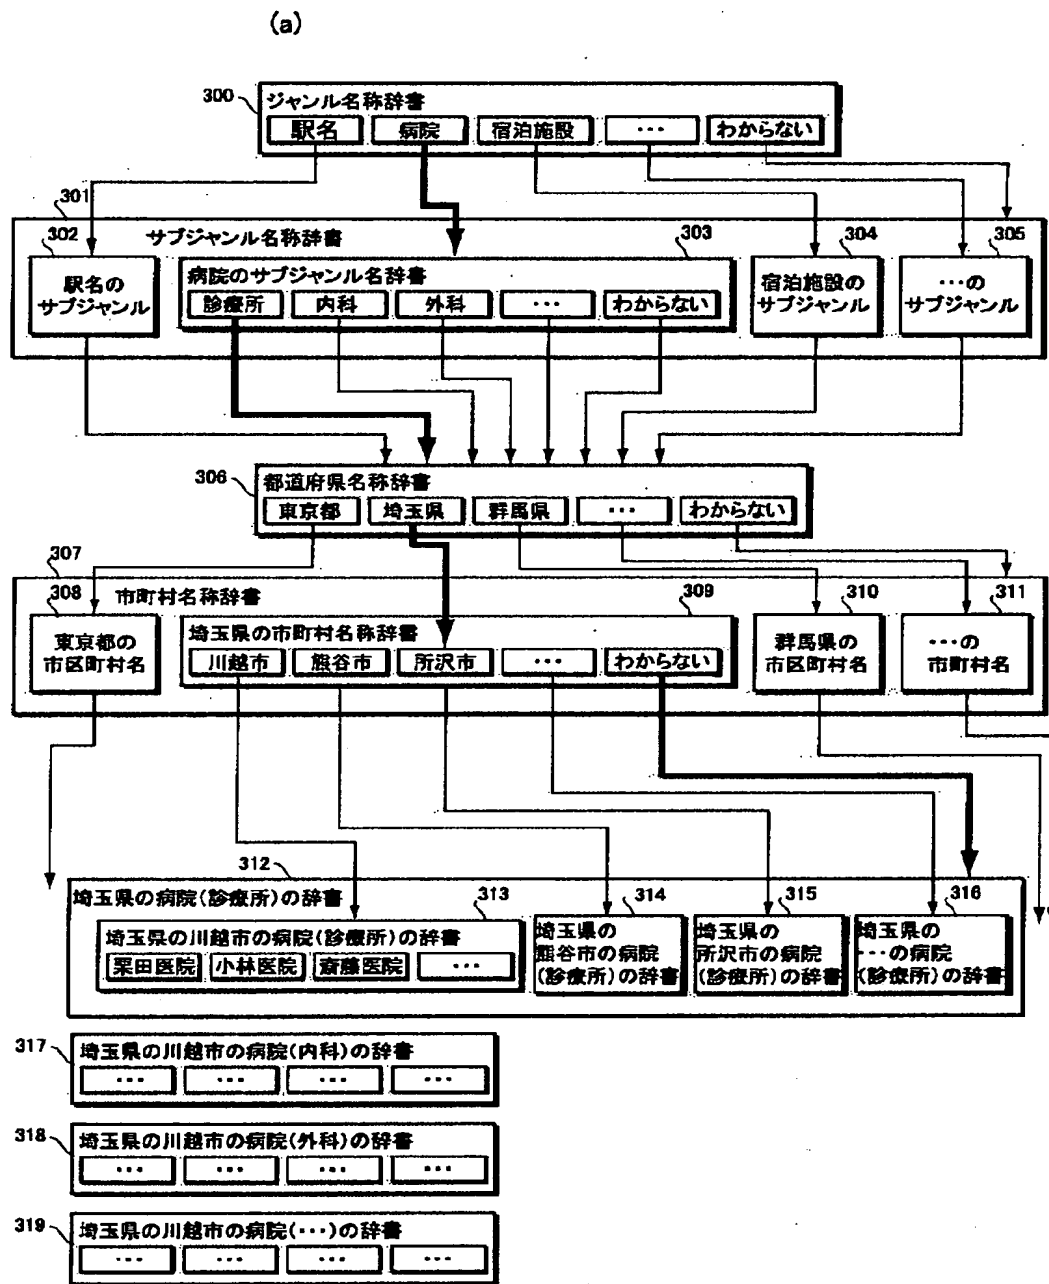 (a)
300
ジャンル名称辞書
駅名 病院 宿泊施設 ・・・ わからない
301
サブジャンル名称辞書
302
駅名の
サブジャンル
303
病院のサブジャンル名辞書
診療所 内科 外科 ・・・ わからない
304
宿泊施設の
サブジャンル
305
・・・の
サブジャンル
306
都道府県名称辞書
東京都 埼玉県 群馬県 ・・・ わからない
307
市町村名称辞書
308
東京都の
市区町村名
309
埼玉県の市町村名称辞書
川越市 熊谷市 所沢市 ・・・ わからない
310
群馬県の
市区町村名
311
・・・の
市町村名
312
埼玉県の病院(診療所)の辞書
313
埼玉県の川越市の病院(診療所)の辞書
栗田医院 小林医院 斎藤医院 ・・・
314
埼玉県の
熊谷市の病院
(診療所)の辞書
315
埼玉県の
所沢市の病院
(診療所)の辞書
316
埼玉県の
・・・の病院
(診療所)の辞書
317
埼玉県の川越市の病院(内科)の辞書
・・・ ・・・ ・・・ ・・・
318
埼玉県の川越市の病院(外科)の辞書
・・・ ・・・ ・・・ ・・・
319
埼玉県の川越市の病院(・・・)の辞書
・・・ ・・・ ・・・ ・・・